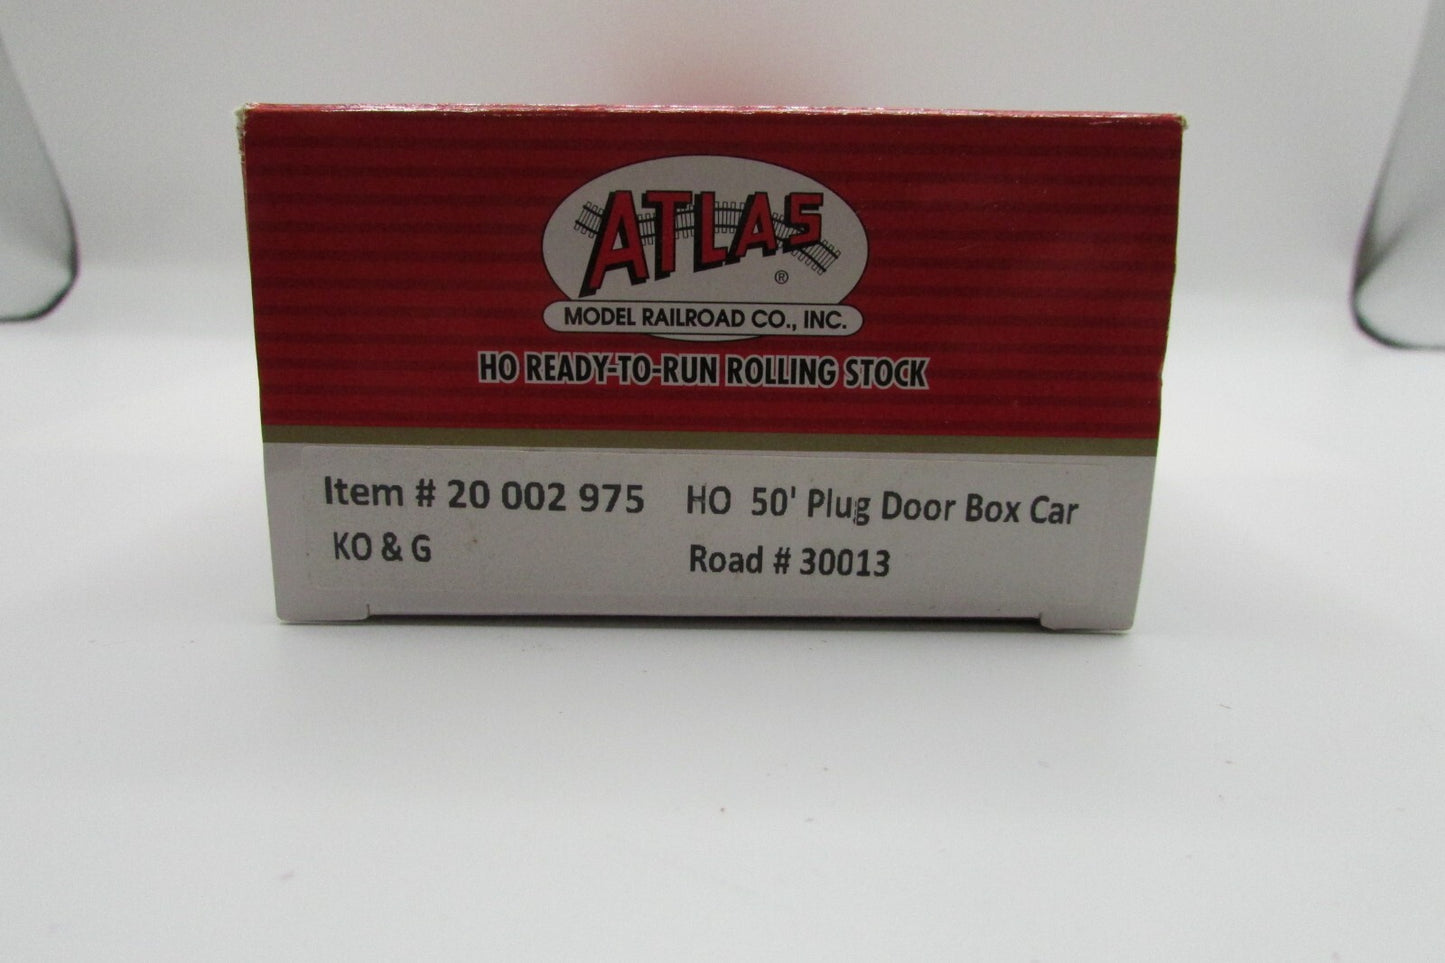 ATLAS
®
MODEL RAILROAD CO., INC.
HO READY-TO-RUN ROLLING STOCK
Item # 20 002 975 HO 50' Plug Door Box Car
KO & G Road # 30013